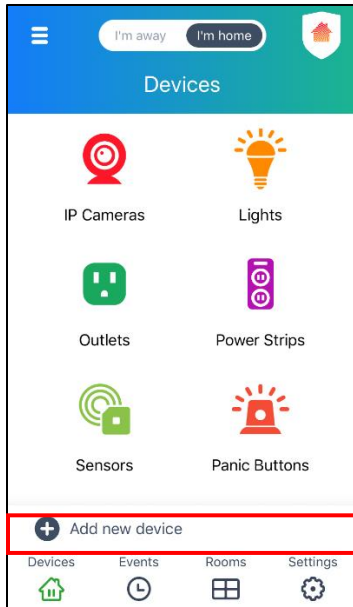 I'm away I'm home
Devices
IP Cameras Lights
Outlets Power Strips
Sensors Panic Buttons
Add new device
Devices Events Rooms Settings